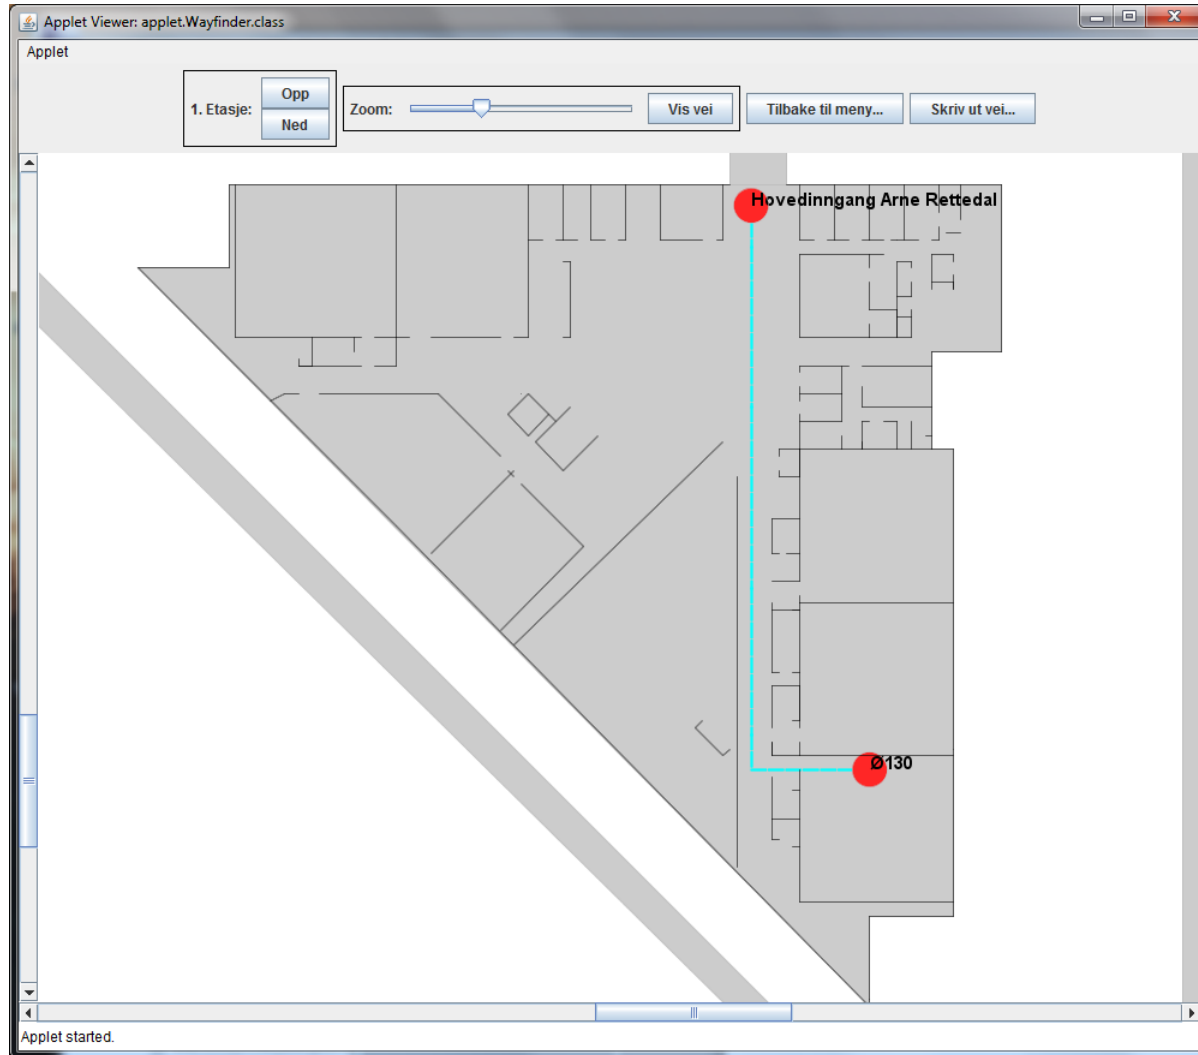 Applet Viewer: applet.Wayfinder.class
Applet
1. Etasje:
Opp
Ned
Zoom:
Vis vei
Tilbake til meny...
Skriv ut vei...
Hovedinngang Arne Rettedal
Ø130
Applet started.